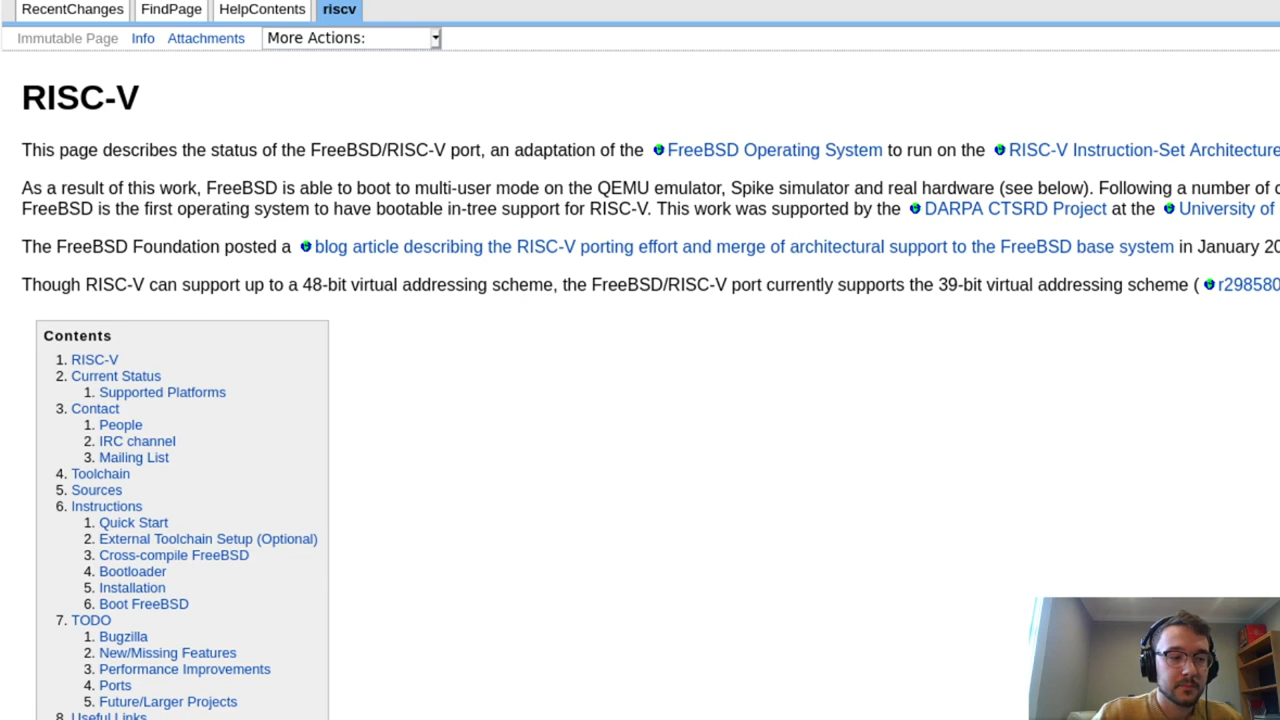 RecentChanges FindPage HelpContents riscv
Immutable Page Info Attachments More Actions:
RISC-V
This page describes the status of the FreeBSD/RISC-V port, an adaptation of the FreeBSD Operating System to run on the RISC-V Instruction-Set Architecture
As a result of this work, FreeBSD is able to boot to multi-user mode on the QEMU emulator, Spike simulator and real hardware (see below). Following a number of
FreeBSD is the first operating system to have bootable in-tree support for RISC-V. This work was supported by the DARPA CTSRD Project at the University of
The FreeBSD Foundation posted a blog article describing the RISC-V porting effort and merge of architectural support to the FreeBSD base system in January 20
Though RISC-V can support up to a 48-bit virtual addressing scheme, the FreeBSD/RISC-V port currently supports the 39-bit virtual addressing scheme ( r298580
Contents
1. RISC-V
2. Current Status
1. Supported Platforms
3. Contact
1. People
2. IRC channel
3. Mailing List
4. Toolchain
5. Sources
6. Instructions
1. Quick Start
2. External Toolchain Setup (Optional)
3. Cross-compile FreeBSD
4. Bootloader
5. Installation
6. Boot FreeBSD
7. TODO
1. Bugzilla
2. New/Missing Features
3. Performance Improvements
4. Ports
5. Future/Larger Projects
8. Useful Links